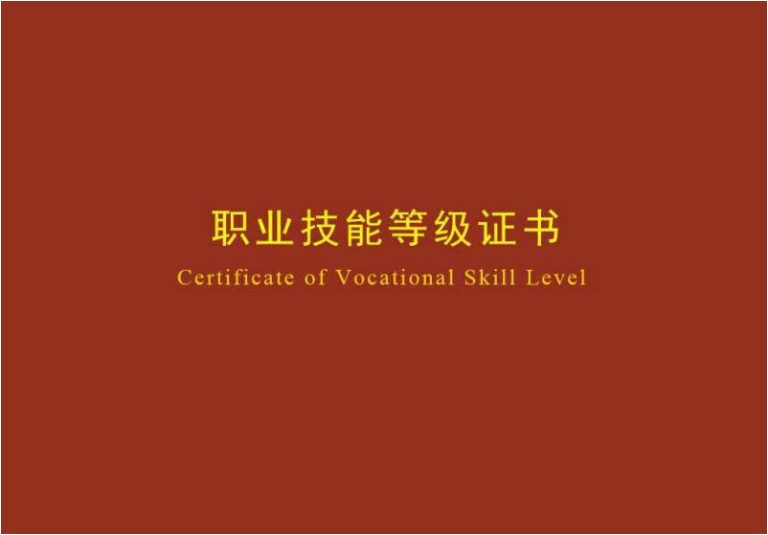 职业技能等级证书
Certificate of Vocational Skill Level